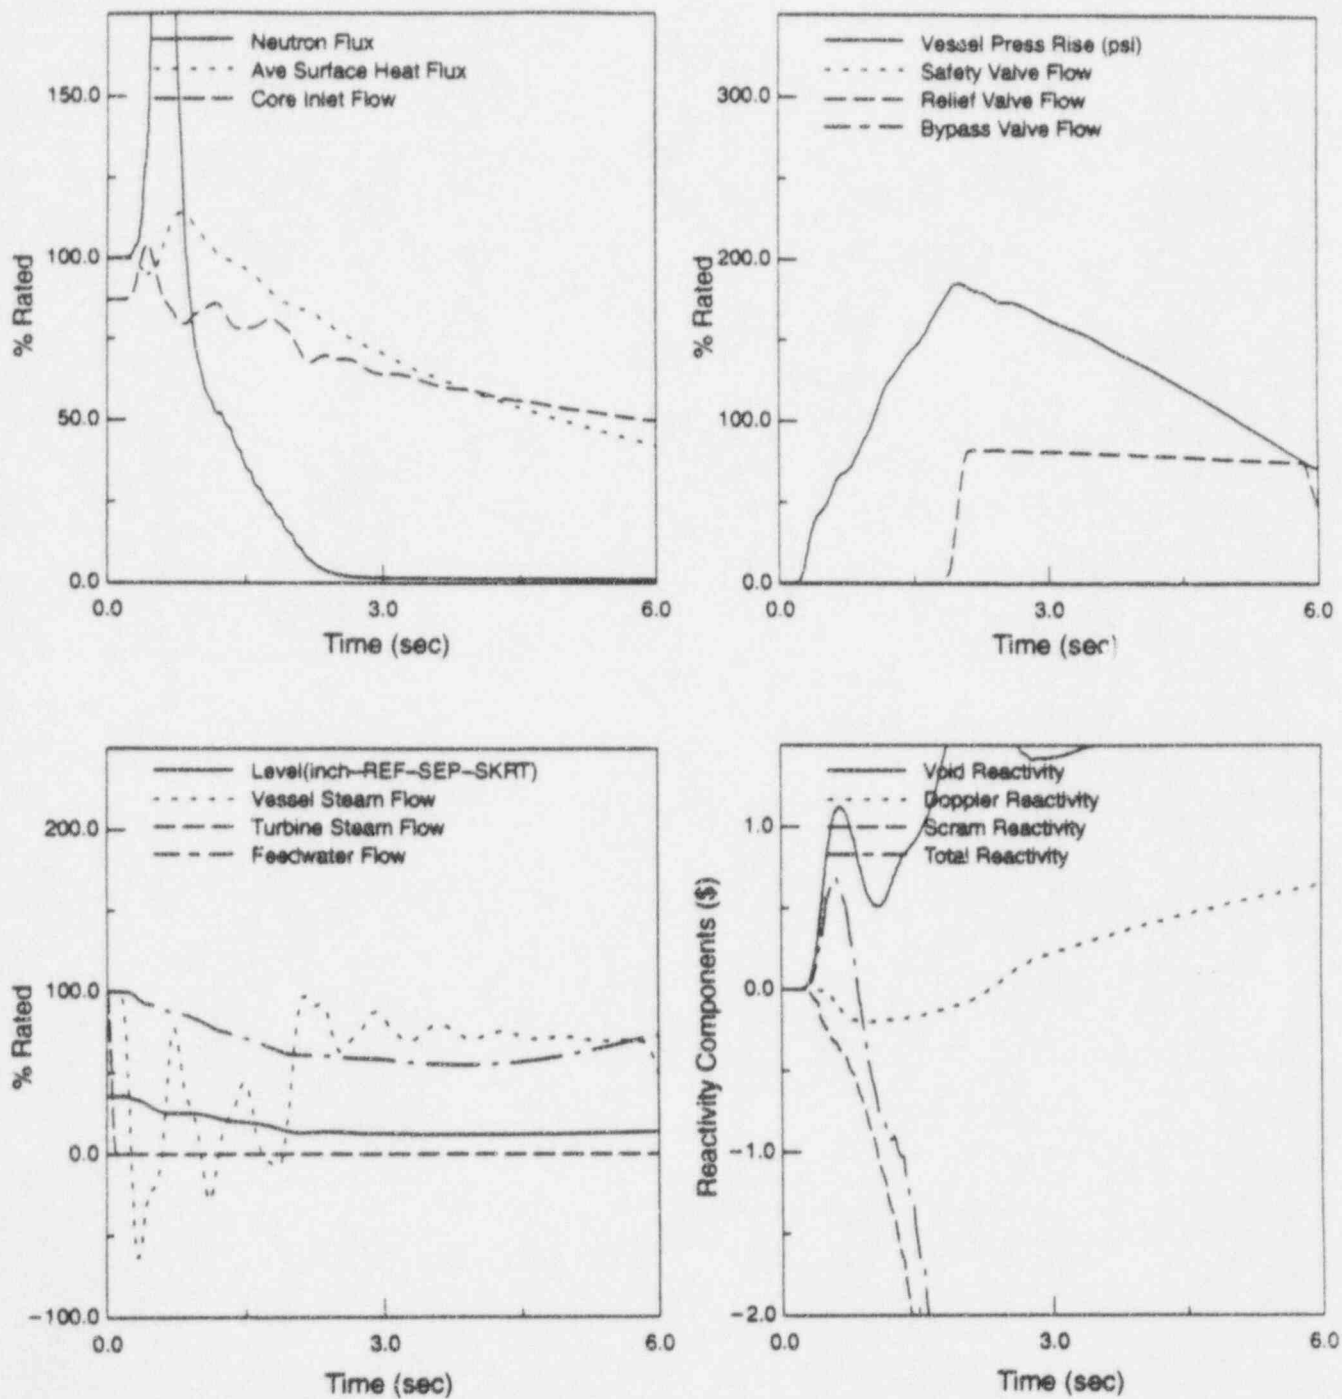 Neutron Flux
Ave Surface Heat Flux
Core Inlet Flow
150.0
100.0
50.0
0.0
% Rated
0.0
3.0
6.0
Time (sec)
Vessel Press Rise (psi)
Safety Valve Flow
Relief Valve Flow
Bypass Valve Flow
300.0
200.0
100.0
0.0
% Rated
0.0
3.0
6.0
Time (sec)
Level(inch-REF-SEP-SKRT)
Vessel Steam Flow
Turbine Steam Flow
Feedwater Flow
200.0
100.0
0.0
-100.0
% Rated
0.0
3.0
6.0
Time (sec)
Void Reactivity
Doppler Reactivity
Scram Reactivity
Total Reactivity
1.0
0.0
-1.0
-2.0
Reactivity Components ($)
0.0
3.0
6.0
Time (sec)